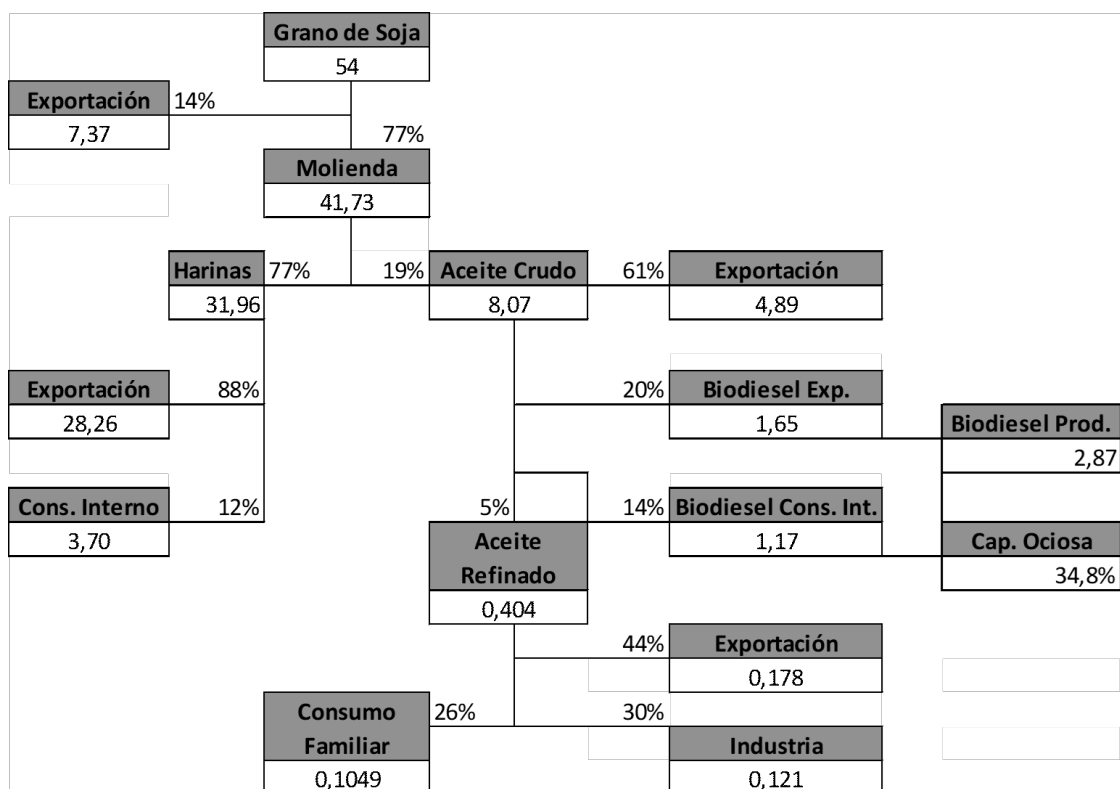 Grano de Soja
54
Exportación
14%
7,37
77%
Molienda
41,73
Harinas
77%
19%
Aceite Crudo
61%
Exportación
31,96
8,07
4,89
Exportación
88%
20%
Biodiesel Exp.
28,26
1,65
Biodiesel Prod.
2,87
Cons. Interno
12%
5%
14%
Biodiesel Cons. Int.
3,70
Aceite
Refinado
1,17
Cap. Ociosa
34,8%
0,404
44%
Exportación
0,178
Consumo
Familiar
26%
30%
Industria
0,1049
0,121